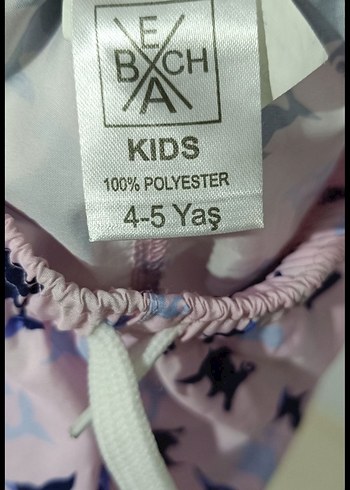 E
B CH
A
KIDS
100% POLYESTER
4-5 Yaş